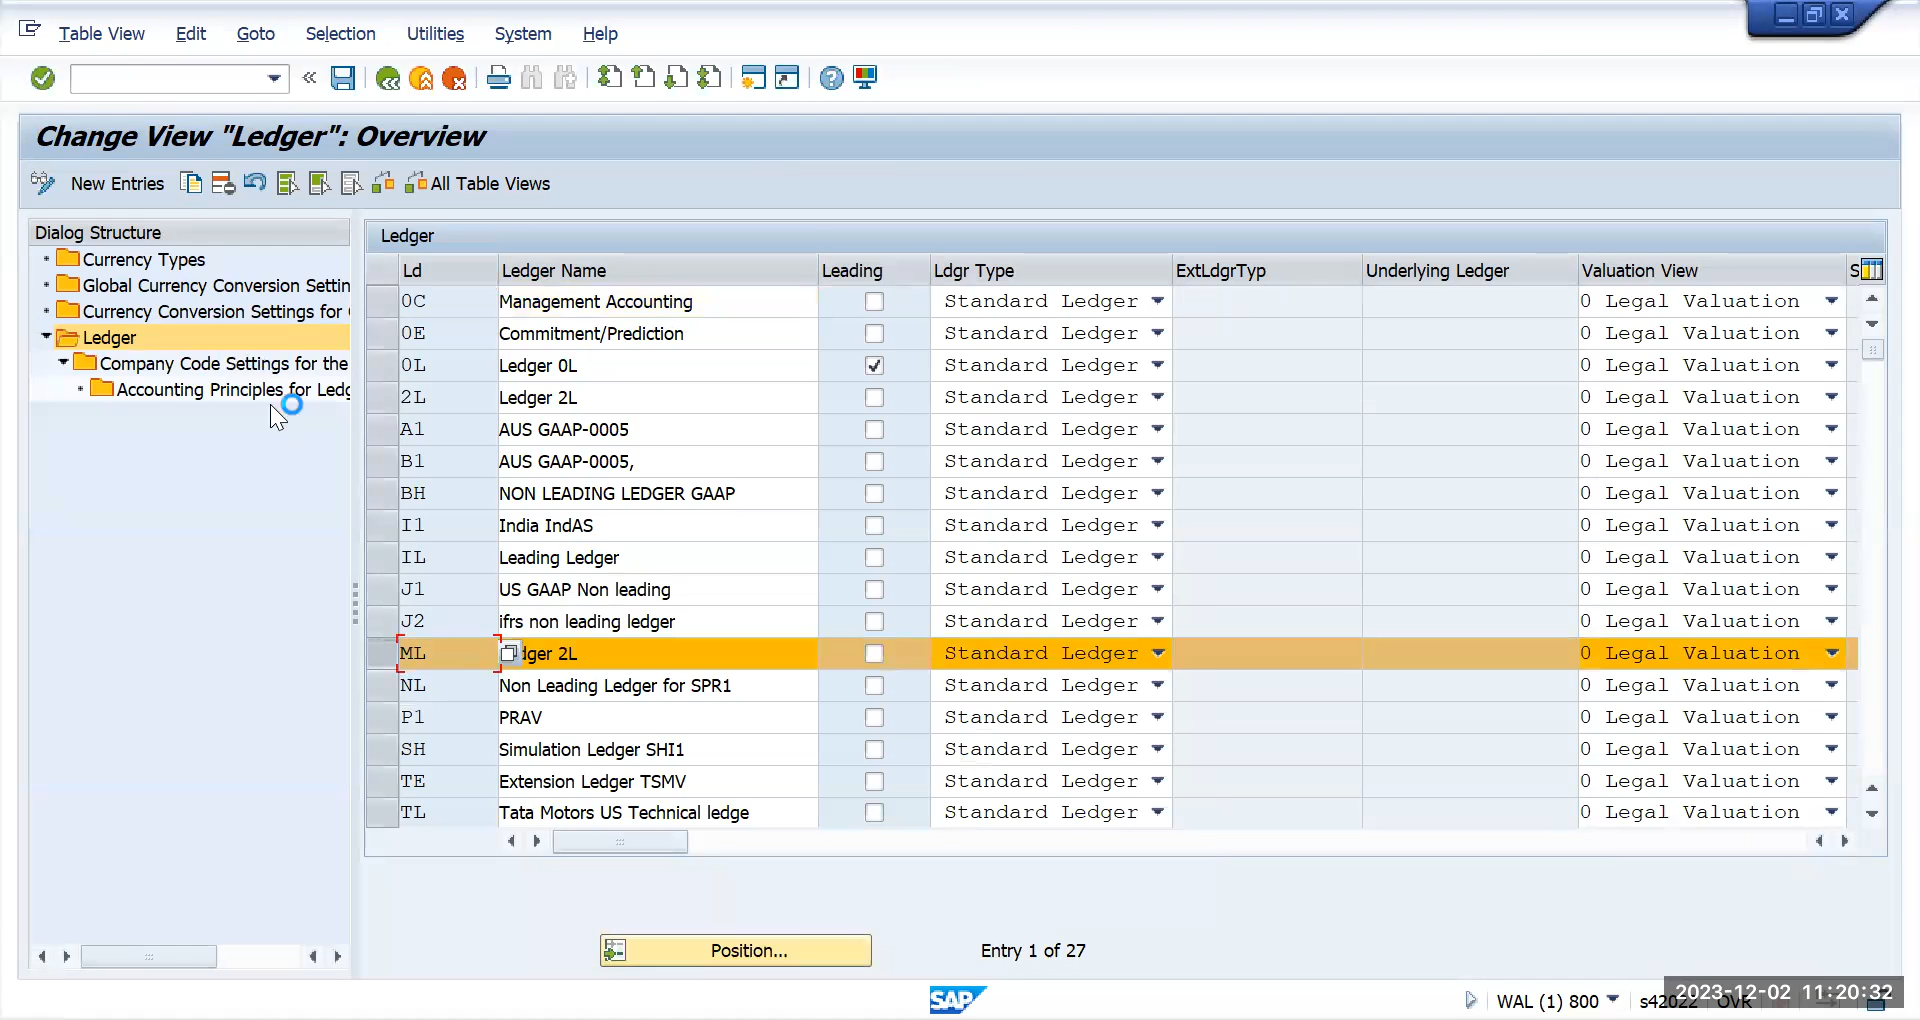 Table View Edit Goto Selection Utilities System Help
Change View "Ledger": Overview
New Entries All Table Views
Dialog Structure
Currency Types
Global Currency Conversion Settin
Currency Conversion Settings for
Ledger
Company Code Settings for the
Accounting Principles for Ledg
Ledger
Ld Ledger Name Leading Ldgr Type ExtLdgrTyp Underlying Ledger Valuation View S
0C Management Accounting Standard Ledger 0 Legal Valuation
0E Commitment/Prediction Standard Ledger 0 Legal Valuation
0L Ledger 0L Standard Ledger 0 Legal Valuation
2L Ledger 2L Standard Ledger 0 Legal Valuation
A1 AUS GAAP-0005 Standard Ledger 0 Legal Valuation
B1 AUS GAAP-0005, Standard Ledger 0 Legal Valuation
BH NON LEADING LEDGER GAAP Standard Ledger 0 Legal Valuation
I1 India IndAS Standard Ledger 0 Legal Valuation
IL Leading Ledger Standard Ledger 0 Legal Valuation
J1 US GAAP Non leading Standard Ledger 0 Legal Valuation
J2 ifrs non leading ledger Standard Ledger 0 Legal Valuation
ML dger 2L Standard Ledger 0 Legal Valuation
NL Non Leading Ledger for SPR1 Standard Ledger 0 Legal Valuation
P1 PRAV Standard Ledger 0 Legal Valuation
SH Simulation Ledger SHI1 Standard Ledger 0 Legal Valuation
TE Extension Ledger TSMV Standard Ledger 0 Legal Valuation
TL Tata Motors US Technical ledge Standard Ledger 0 Legal Valuation
Position... Entry 1 of 27
SAP
WAL (1) 800 s42022 OVR
2023-12-02 11:20:32